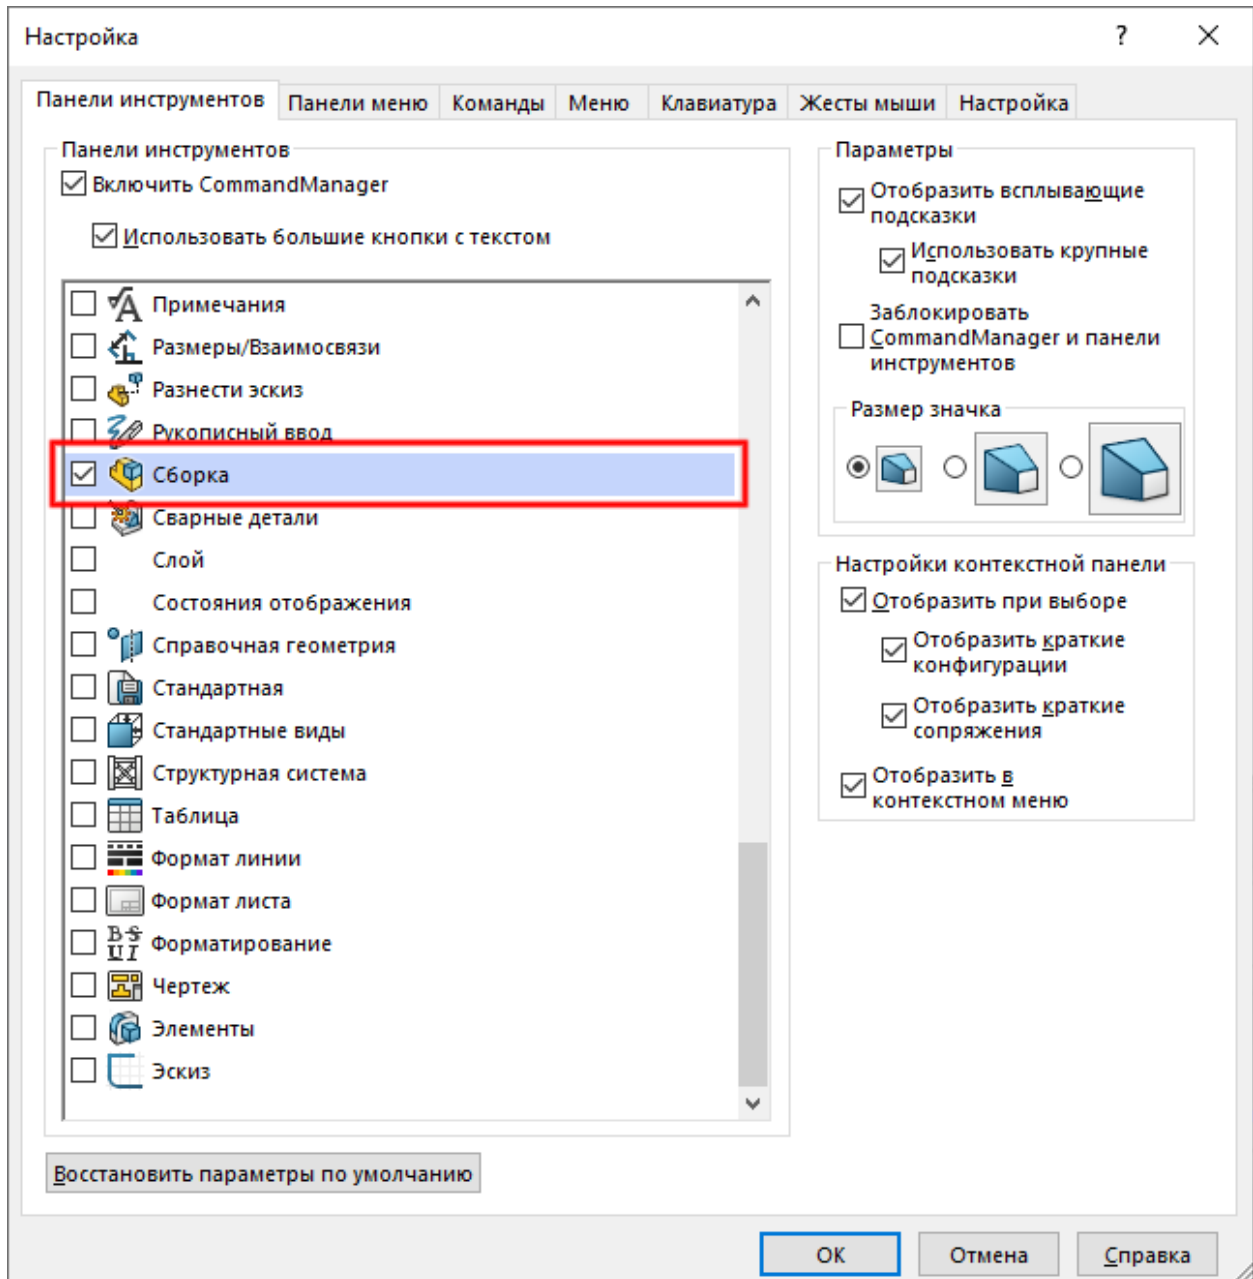 Настройка
?
Панели инструментов Панели меню Команды Меню Клавиатура Жесты мыши Настройка
Панели инструментов
Включить CommandManager
Использовать большие кнопки с текстом
Примечания
Размеры/Взаимосвязи
Разнести эскиз
Рукописный ввод
Сборка
Сварные детали
Слой
Состояния отображения
Справочная геометрия
Стандартная
Стандартные виды
Структурная система
Таблица
Формат линии
Формат листа
Форматирование
Чертеж
Элементы
Эскиз
Восстановить параметры по умолчанию
Параметры
Отобразить всплывающие
подсказки
Использовать крупные
подсказки
Заблокировать
CommandManager и панели
инструментов
Размер значка
Настройки контекстной панели
Отобразить при выборе
Отобразить краткие
конфигурации
Отобразить краткие
сопряжения
Отобразить в
контекстном меню
ОК Отмена Справка